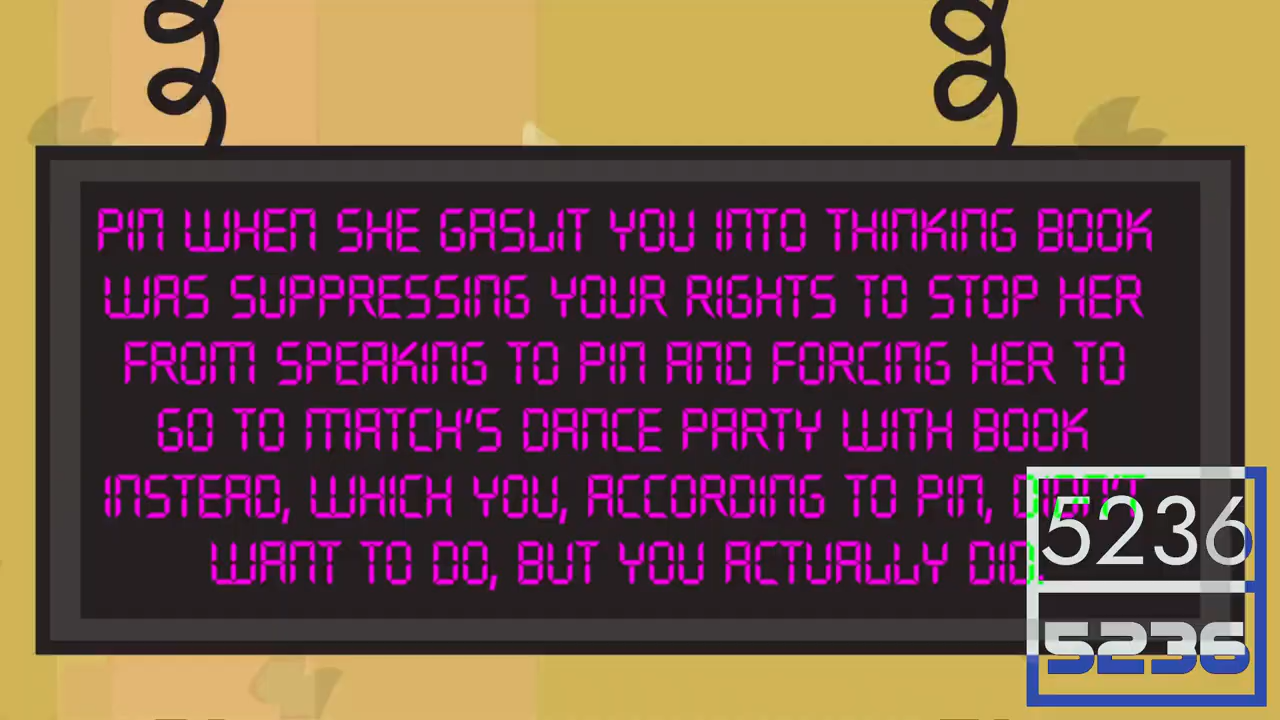 PIN WHEN SHE GASLIT YOU INTO THINKING BOOK
WAS SUPPRESSING YOUR RIGHTS TO STOP HER
FROM SPEAKING TO PIN AND FORCING HER TO
GO TO MATCH'S DANCE PARTY WITH BOOK
INSTEAD, WHICH YOU, ACCORDING TO PIN, DIDN'T
WANT TO DO, BUT YOU ACTUALLY DID.
5236
5236